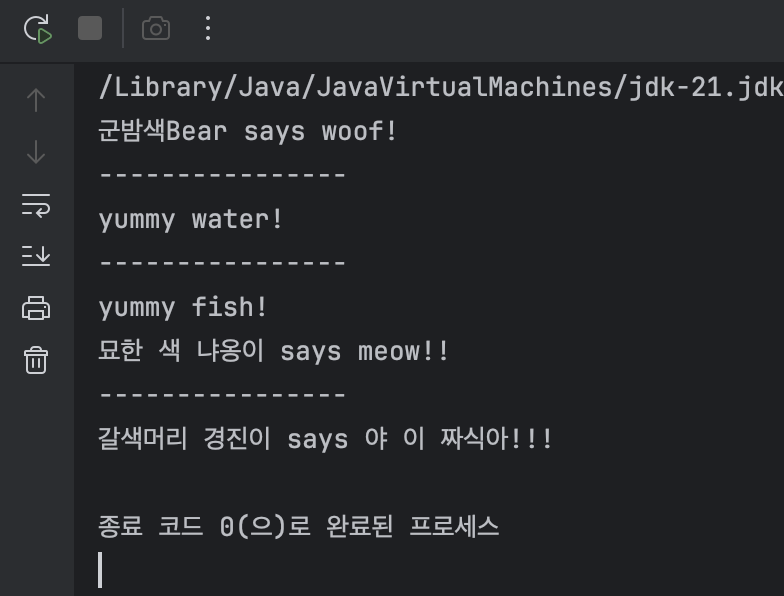 /Library/Java/JavaVirtualMachines/jdk-21.jdk
군밤색Bear says woof!
----------------
yummy water!
----------------
yummy fish!
묘한 색 냐옹이 says meow!!
----------------
갈색머리 경진이 says 야 이 짜식아!!!
종료 코드 0(으)로 완료된 프로세스